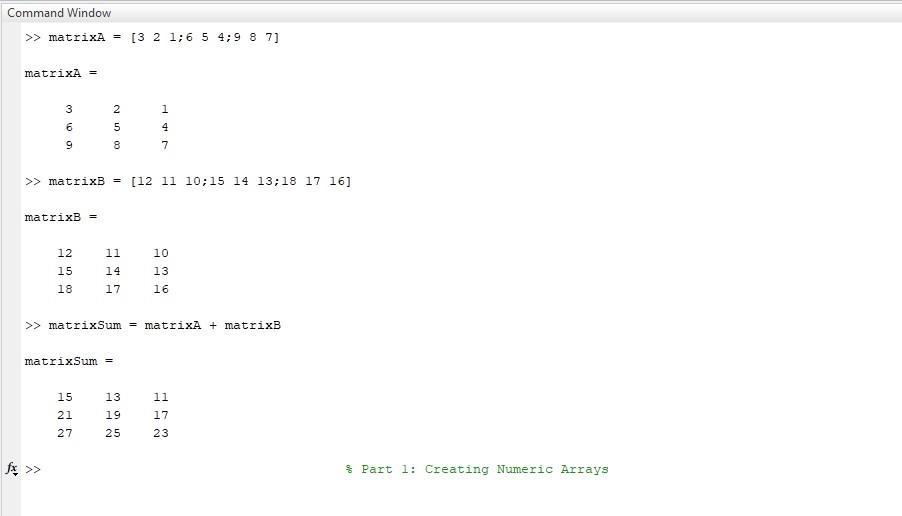 Command Window
>> matrixA = [3 2 1;6 5 4;9 8 7]
matrixA =
3 2 1
6 5 4
9 8 7
>> matrixB = [12 11 10;15 14 13;18 17 16]
matrixB =
12 11 10
15 14 13
18 17 16
>> matrixSum = matrixA + matrixB
matrixSum =
15 13 11
21 19 17
27 25 23
fx >> % Part 1: Creating Numeric Arrays